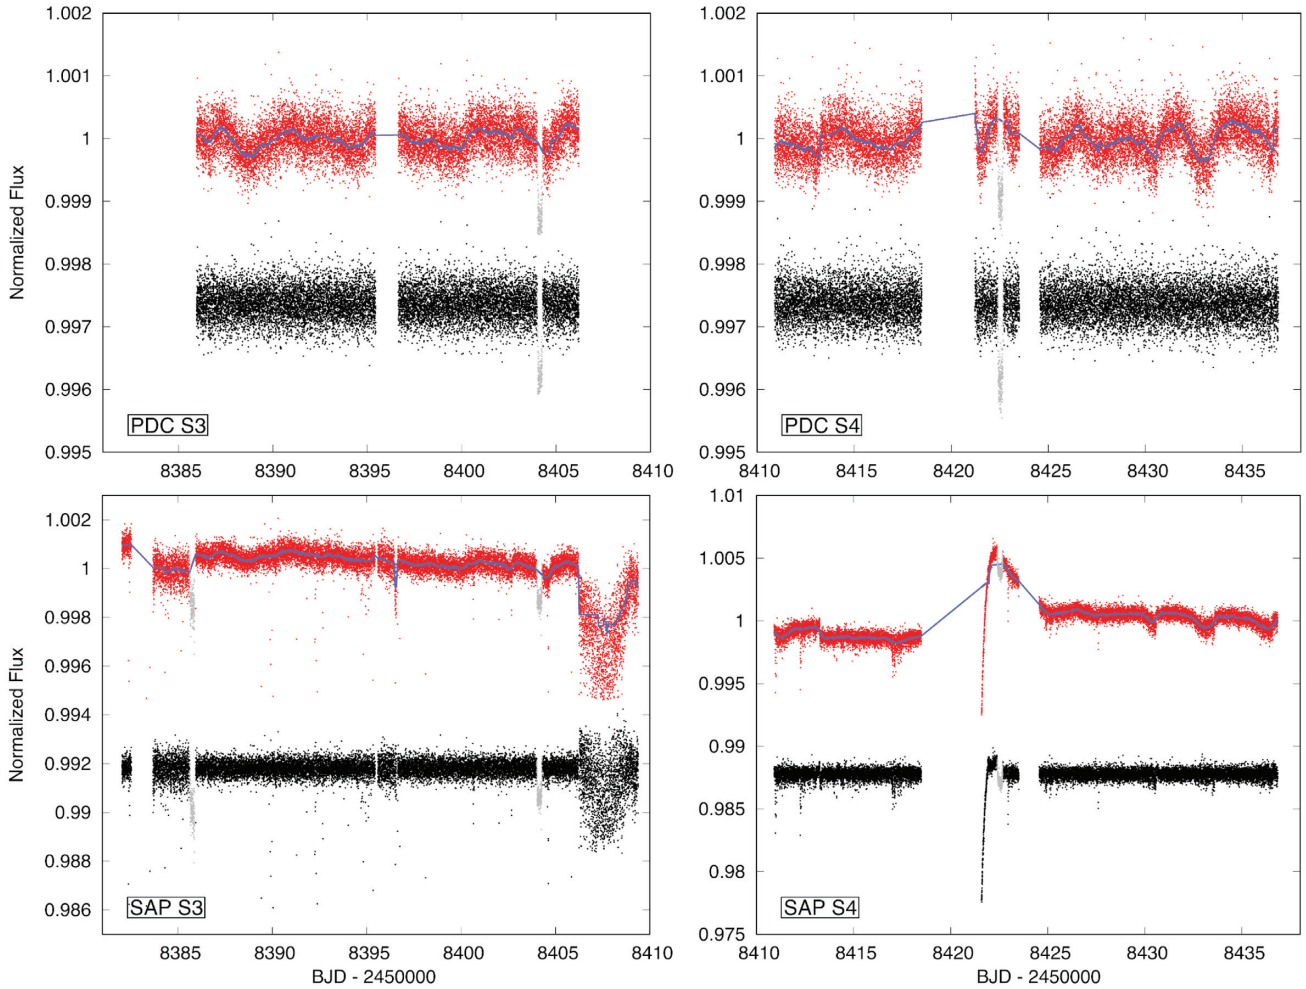 Normalized Flux
1.002
1.001
1
0.999
0.998
0.997
0.996
0.995
PDC S3
8385 8390 8395 8400 8405 8410
1.002
1.001
1
0.999
0.998
0.997
0.996
0.995
PDC S4
8410 8415 8420 8425 8430 8435
Normalized Flux
1.002
1
0.998
0.996
0.994
0.992
0.99
0.988
0.986
SAP S3
8385 8390 8395 8400 8405 8410
BJD - 2450000
1.01
1.005
1
0.995
0.99
0.985
0.98
0.975
SAP S4
8410 8415 8420 8425 8430 8435
BJD - 2450000